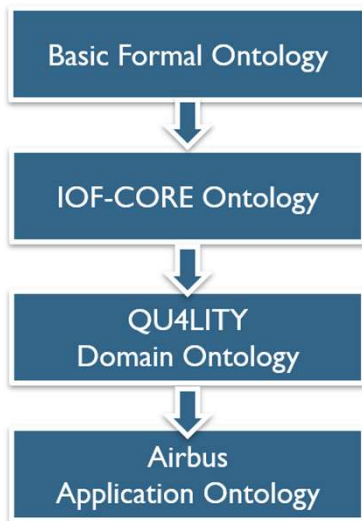 Basic Formal Ontology
IOF-CORE Ontology
QU4LITY
Domain Ontology
Airbus
Application Ontology